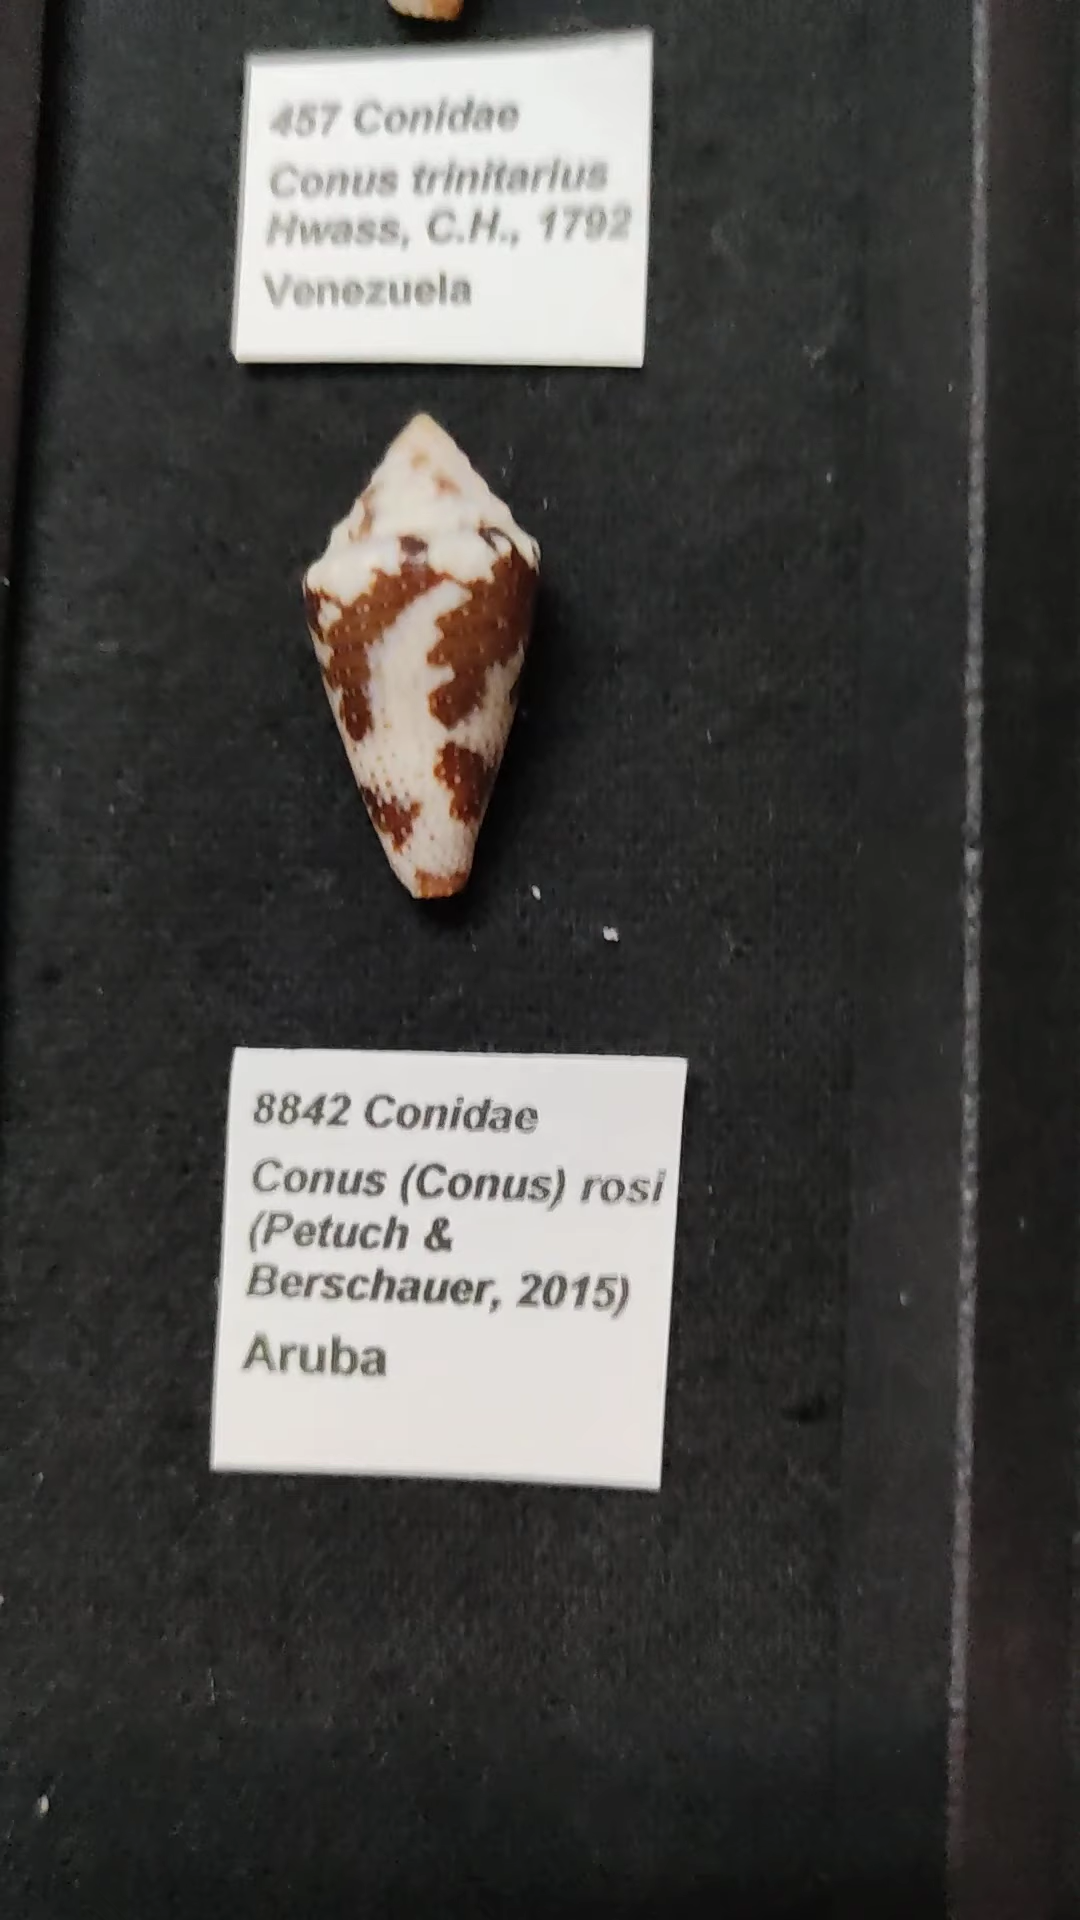 457 Conidae
Conus trinitarius
Hwass, C.H., 1792
Venezuela
8842 Conidae
Conus (Conus) rosi
(Petuch &
Berschauer, 2015)
Aruba